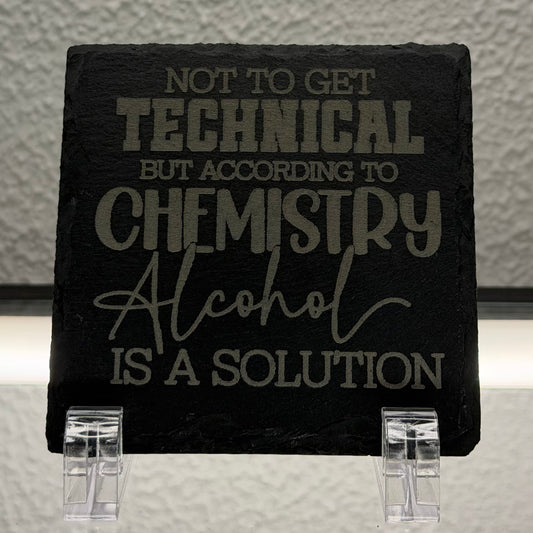 NOT TO GET
TECHNICAL
BUT ACCORDING TO
CHEMISTRY
Alcohol
IS A SOLUTION